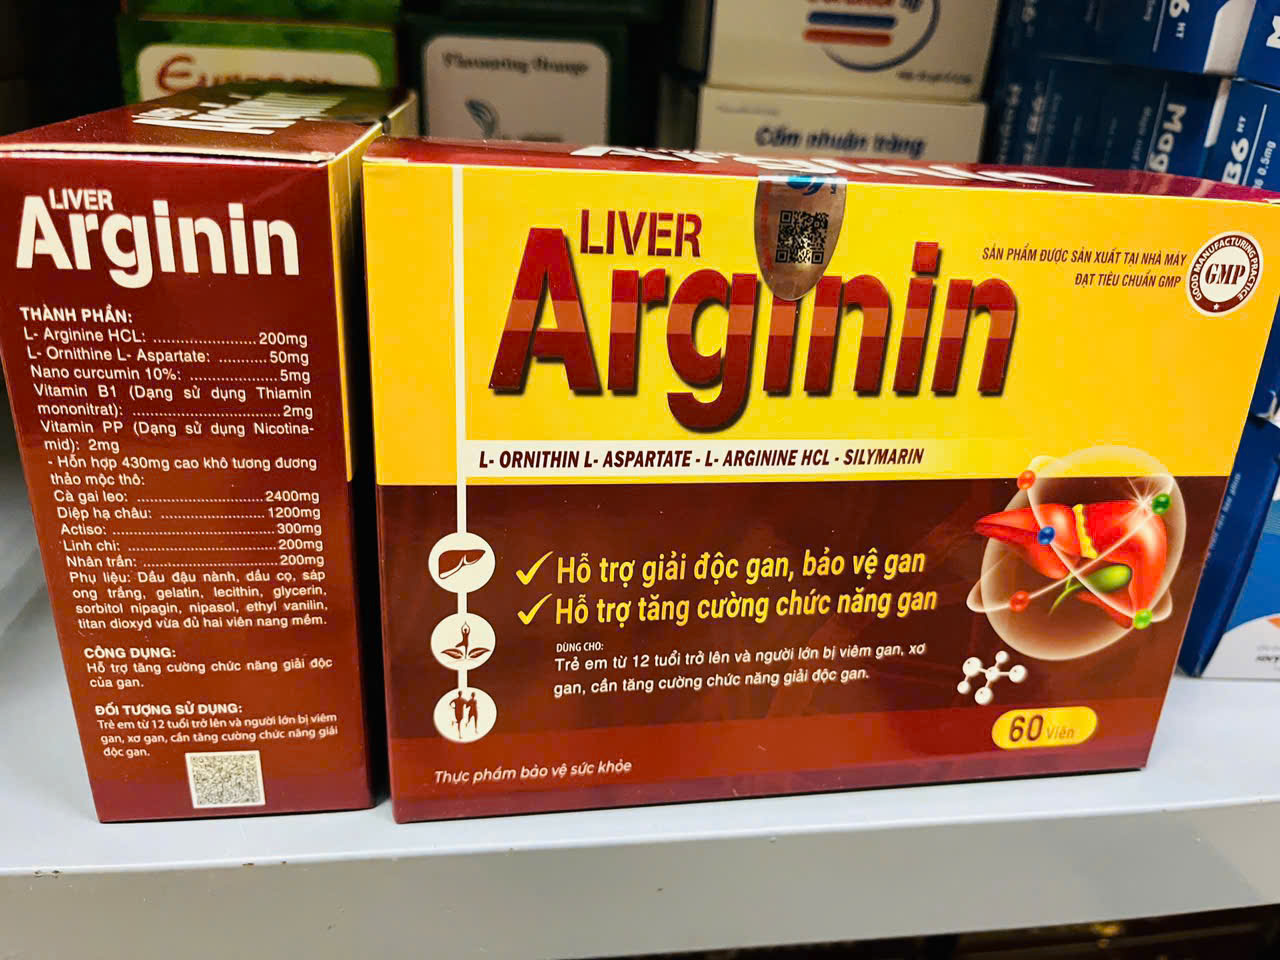 LIVER
Arginin
THÀNH PHẦN:
L- Arginine HCL: ........................ 200mg
L- Ornithine L- Aspartate: ........... 50mg
Nano curcumin 10%: .................... 5mg
Vitamin B1 (Dạng sử dụng Thiamin
mononitrat): ................................. 2mg
Vitamin PP (Dạng sử dụng Nicotina-
mid): 2mg
- Hỗn hợp 430mg cao khô tương đương
thảo mộc thô:
Cà gai leo: ............................. 2400mg
Diệp hạ châu: ........................ 1200mg
Actiso: ..................................... 300mg
Linh chi: ................................... 200mg
Nhân trần: ............................... 200mg
Phụ liệu: Dầu đậu nành, dầu cọ, sáp
ong trắng, gelatin, lecithin, glycerin,
sorbitol nipagin, nipasol, ethyl vanilin,
titan dioxyd vừa đủ hai viên nang mềm.
CÔNG DỤNG:
Hỗ trợ tăng cường chức năng giải độc
của gan.
ĐỐI TƯỢNG SỬ DỤNG:
Trẻ em từ 12 tuổi trở lên và người lớn bị viêm
gan, xơ gan, cần tăng cường chức năng giải
độc gan.
LIVER
Arginin
SẢN PHẨM ĐƯỢC SẢN XUẤT TẠI NHÀ MÁY
ĐẠT TIÊU CHUẨN GMP
GOOD MANUFACTURING PRACTICE
GMP
L- ORNITHIN L- ASPARTATE - L- ARGININE HCL - SILYMARIN
Hỗ trợ giải độc gan, bảo vệ gan
Hỗ trợ tăng cường chức năng gan
DÙNG CHO:
Trẻ em từ 12 tuổi trở lên và người lớn bị viêm gan, xơ
gan, cần tăng cường chức năng giải độc gan.
60 Viên
Thực phẩm bảo vệ sức khỏe
Flavouring Orange
Cốm nhuận tràng
Mag
B6 HT